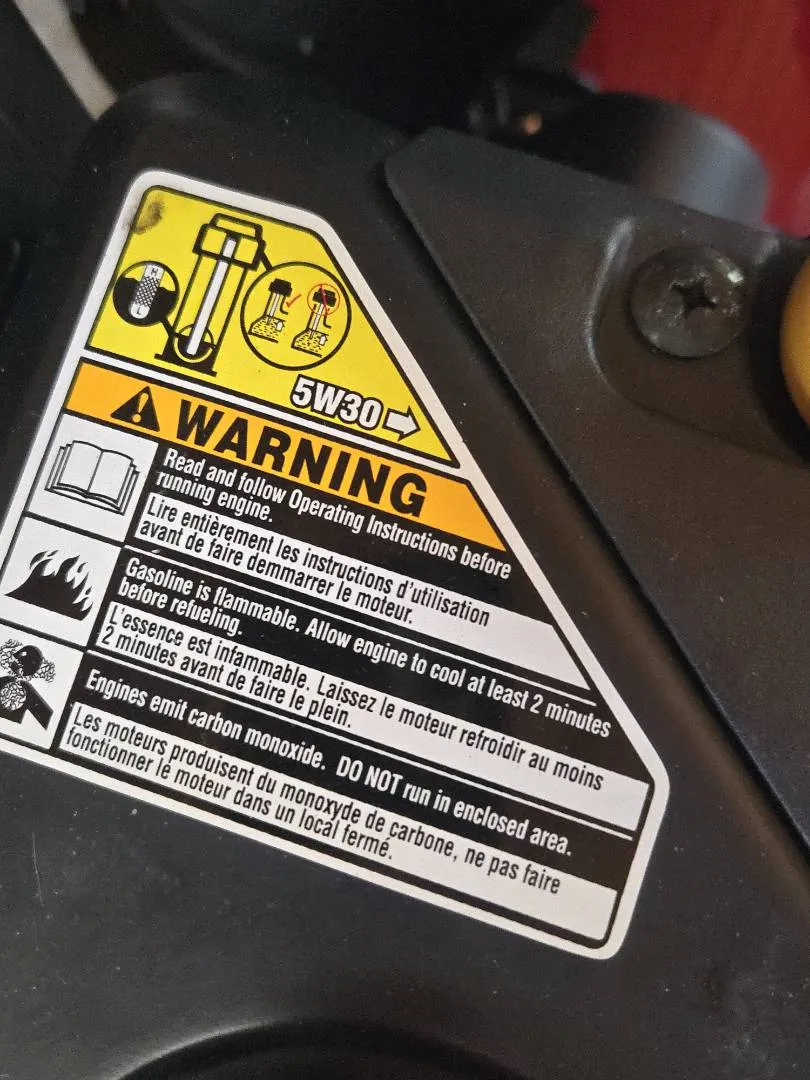 H
L
5W30
WARNING
Read and follow Operating Instructions before
running engine.
Lire entièrement les instructions d'utilisation
avant de faire demmarrer le moteur.
Gasoline is flammable. Allow engine to cool at least 2 minutes
before refueling.
L'essence est infammable. Laissez le moteur refroidir au moins
2 minutes avant de faire le plein.
Engines emit carbon monoxide. DO NOT run in enclosed area.
Les moteurs produisent du monoxyde de carbone, ne pas faire
fonctionner le moteur dans un local fermé.